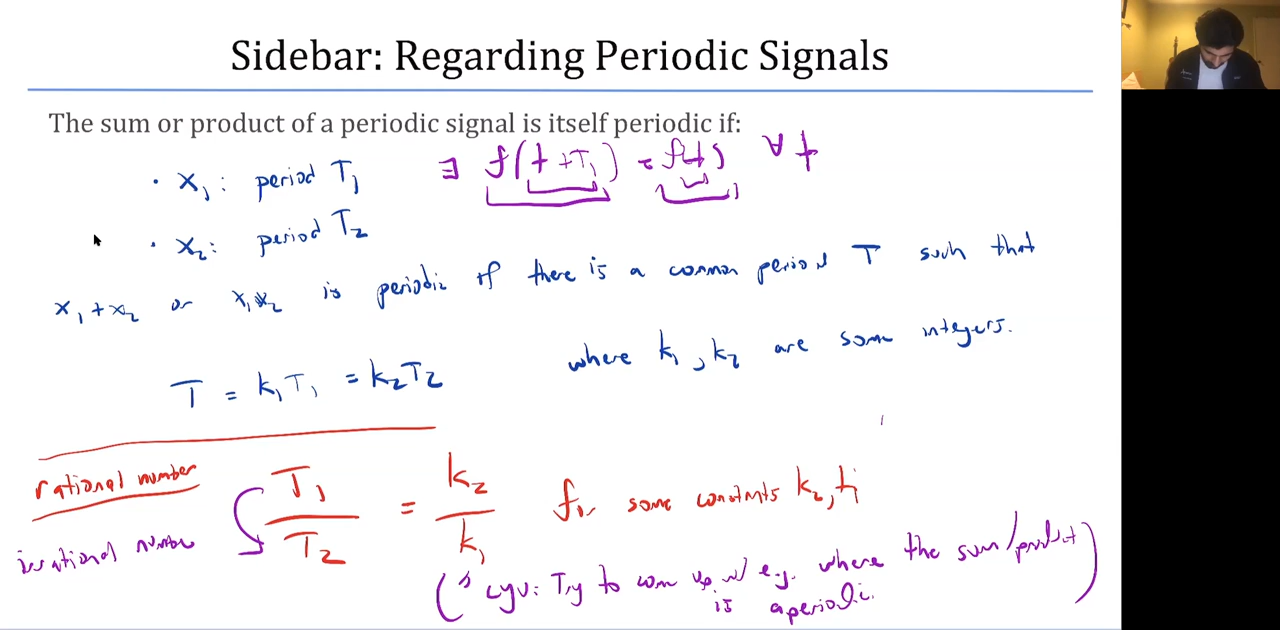 Sidebar: Regarding Periodic Signals
The sum or product of a periodic signal is itself periodic if:
• x₁: period T₁ ∃ f(t+T₁) = f(t) ∀ t
• x₂: period T₂
x₁+x₂ or x₁x₂ is periodic if there is a common period T such that
T = k₁T₁ = k₂T₂ where k₁, k₂ are some integers.
rational number T₁/T₂ = k₂/k₁ for some constants k₂,
irrational number
Try to come up w/ e.g. where the sum/product
is aperiodic.